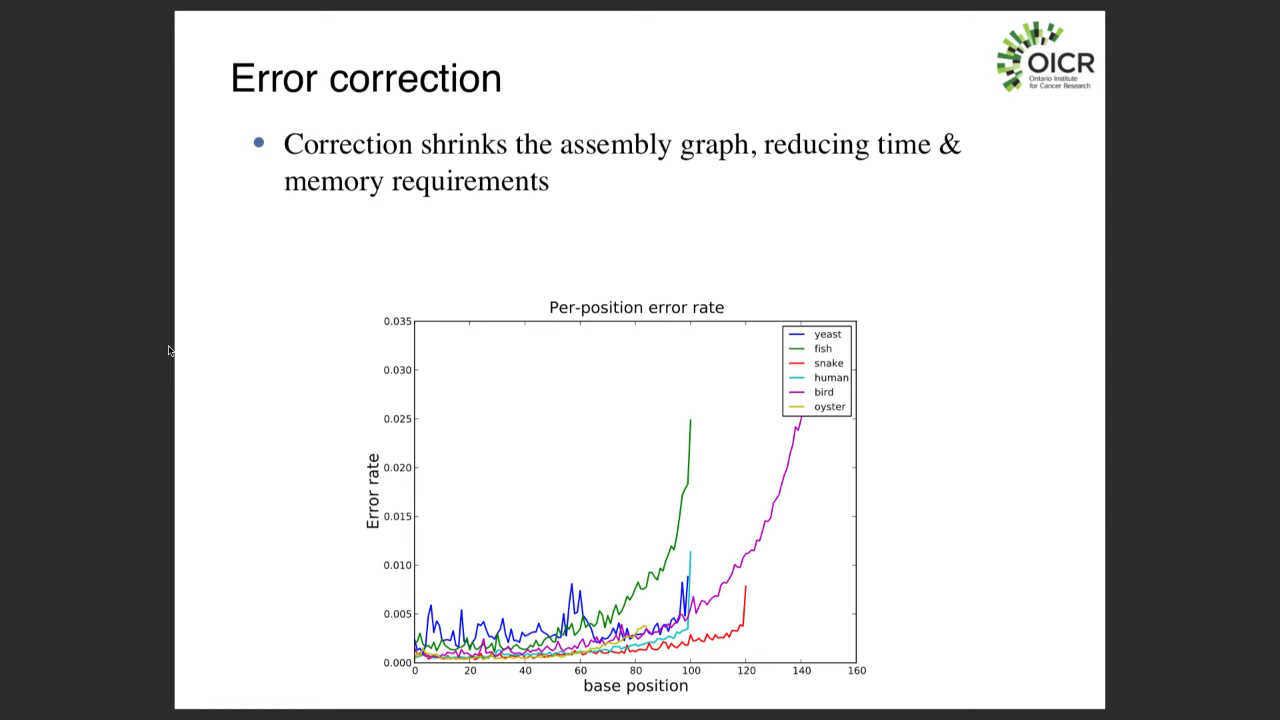 OICR
Ontario Institute
for Cancer Research
Error correction
Correction shrinks the assembly graph, reducing time &
memory requirements
Per-position error rate
yeast
fish
snake
human
bird
oyster
Error rate
0.035
0.030
0.025
0.020
0.015
0.010
0.005
0.000
0 20 40 60 80 100 120 140 160
base position